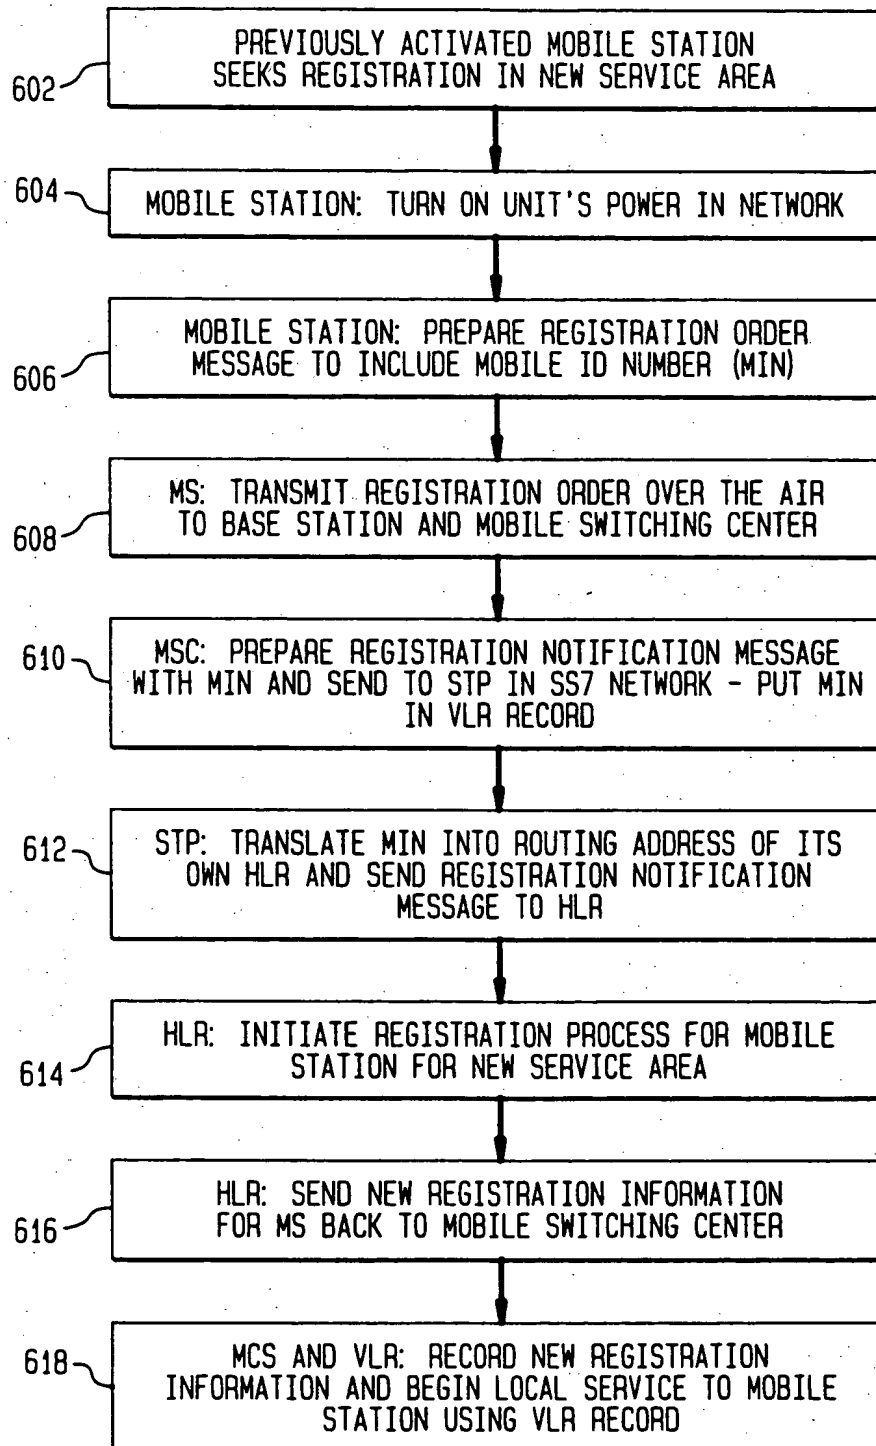 PREVIOUSLY ACTIVATED MOBILE STATION
SEEKS REGISTRATION IN NEW SERVICE AREA
602
604
MOBILE STATION: TURN ON UNIT'S POWER IN NETWORK
MOBILE STATION: PREPARE REGISTRATION ORDER
MESSAGE TO INCLUDE MOBILE ID NUMBER (MIN)
606
MS: TRANSMIT REGISTRATION ORDER OVER THE AIR
TO BASE STATION AND MOBILE SWITCHING CENTER
608
610
MSC: PREPARE REGISTRATION NOTIFICATION MESSAGE
WITH MIN AND SEND TO STP IN SS7 NETWORK - PUT MIN
IN VLR RECORD
612
STP: TRANSLATE MIN INTO ROUTING ADDRESS OF ITS
OWN HLR AND SEND REGISTRATION NOTIFICATION
MESSAGE TO HLR
HLR: INITIATE REGISTRATION PROCESS FOR MOBILE
STATION FOR NEW SERVICE AREA
614
HLR: SEND NEW REGISTRATION INFORMATION
FOR MS BACK TO MOBILE SWITCHING CENTER
616
618
MCS AND VLR: RECORD NEW REGISTRATION
INFORMATION AND BEGIN LOCAL SERVICE TO MOBILE
STATION USING VLR RECORD